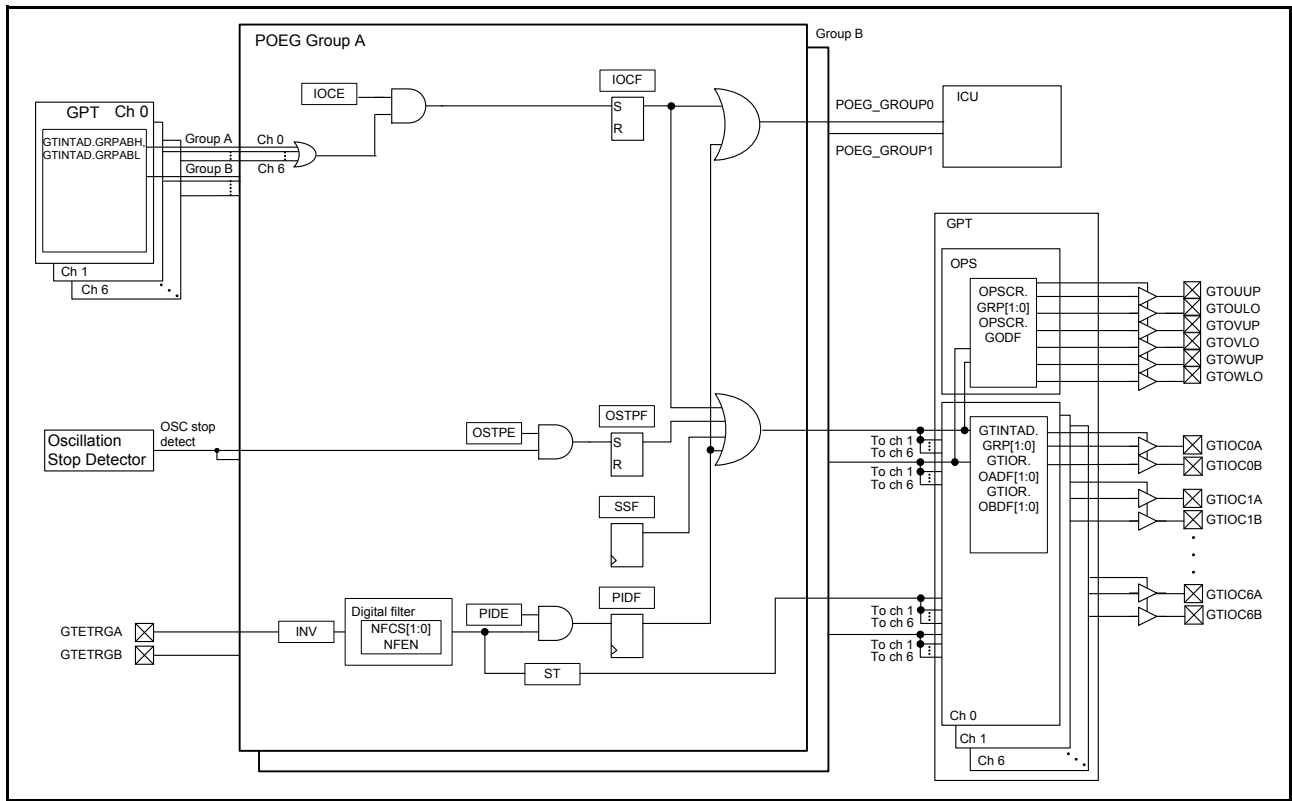 POEG Group A
Group B
GPT Ch 0
GTINTAD.GRPABH,
GTINTAD.GRPABL
Ch 1
Ch 6
Group A
Group B
Ch 0
Ch 6
IOCE
IOCF
S
R
POEG_GROUP0
POEG_GROUP1
ICU
Oscillation
Stop Detector
OSC stop
detect
OSTPE
OSTPF
S
R
SSF
GTETRGA
GTETRGB
INV
Digital filter
NFCS[1:0]
NFEN
PIDE
PIDF
ST
To ch 1
To ch 6
To ch 1
To ch 6
To ch 1
To ch 6
To ch 1
To ch 6
GPT
OPS
OPSCR.
GRP[1:0]
OPSCR.
GODF
GTINTAD.
GRP[1:0]
GTIOR.
OADF[1:0]
GTIOR.
OBDF[1:0]
Ch 0
Ch 1
Ch 6
GTOUUP
GTOULO
GTOVUP
GTOVLO
GTOWUP
GTOWLO
GTIOC0A
GTIOC0B
GTIOC1A
GTIOC1B
GTIOC6A
GTIOC6B